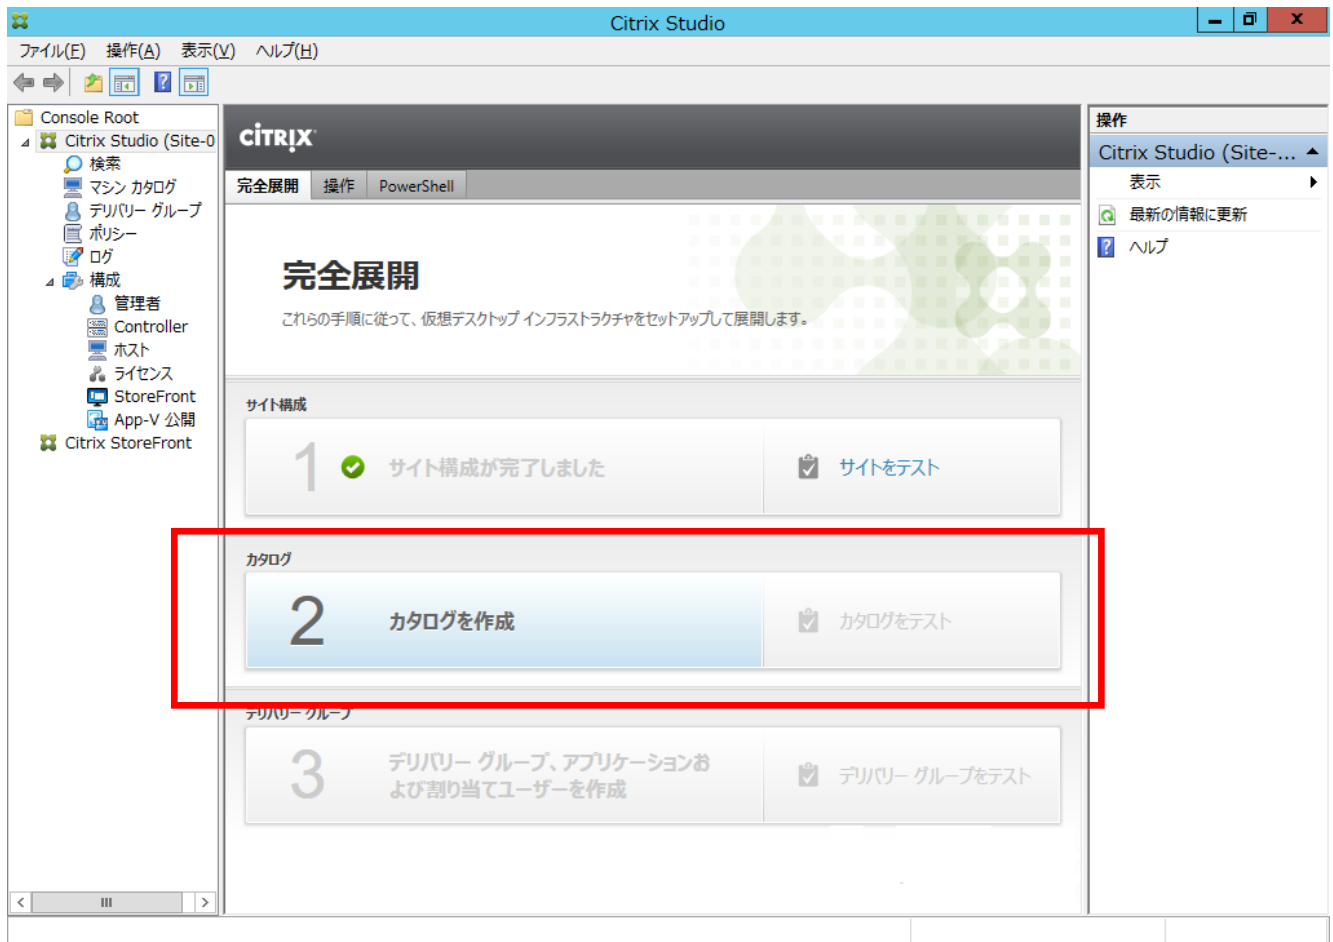 Citrix Studio
ファイル(F) 操作(A) 表示(V) ヘルプ(H)
Console Root
Citrix Studio (Site-0
検索
マシン カタログ
デリバリー グループ
ポリシー
ログ
構成
管理者
Controller
ホスト
ライセンス
StoreFront
App-V 公開
Citrix StoreFront
CITRIX
完全展開 操作 PowerShell
完全展開
これらの手順に従って、仮想デスクトップ インフラストラクチャをセットアップして展開します。
サイト構成
1 サイト構成が完了しました サイトをテスト
カタログ
2 カタログを作成 カタログをテスト
デリバリー グループ
3 デリバリー グループ、アプリケーションお
よび割り当てユーザーを作成 デリバリー グループをテスト
操作
Citrix Studio (Site-...
表示
最新の情報に更新
ヘルプ